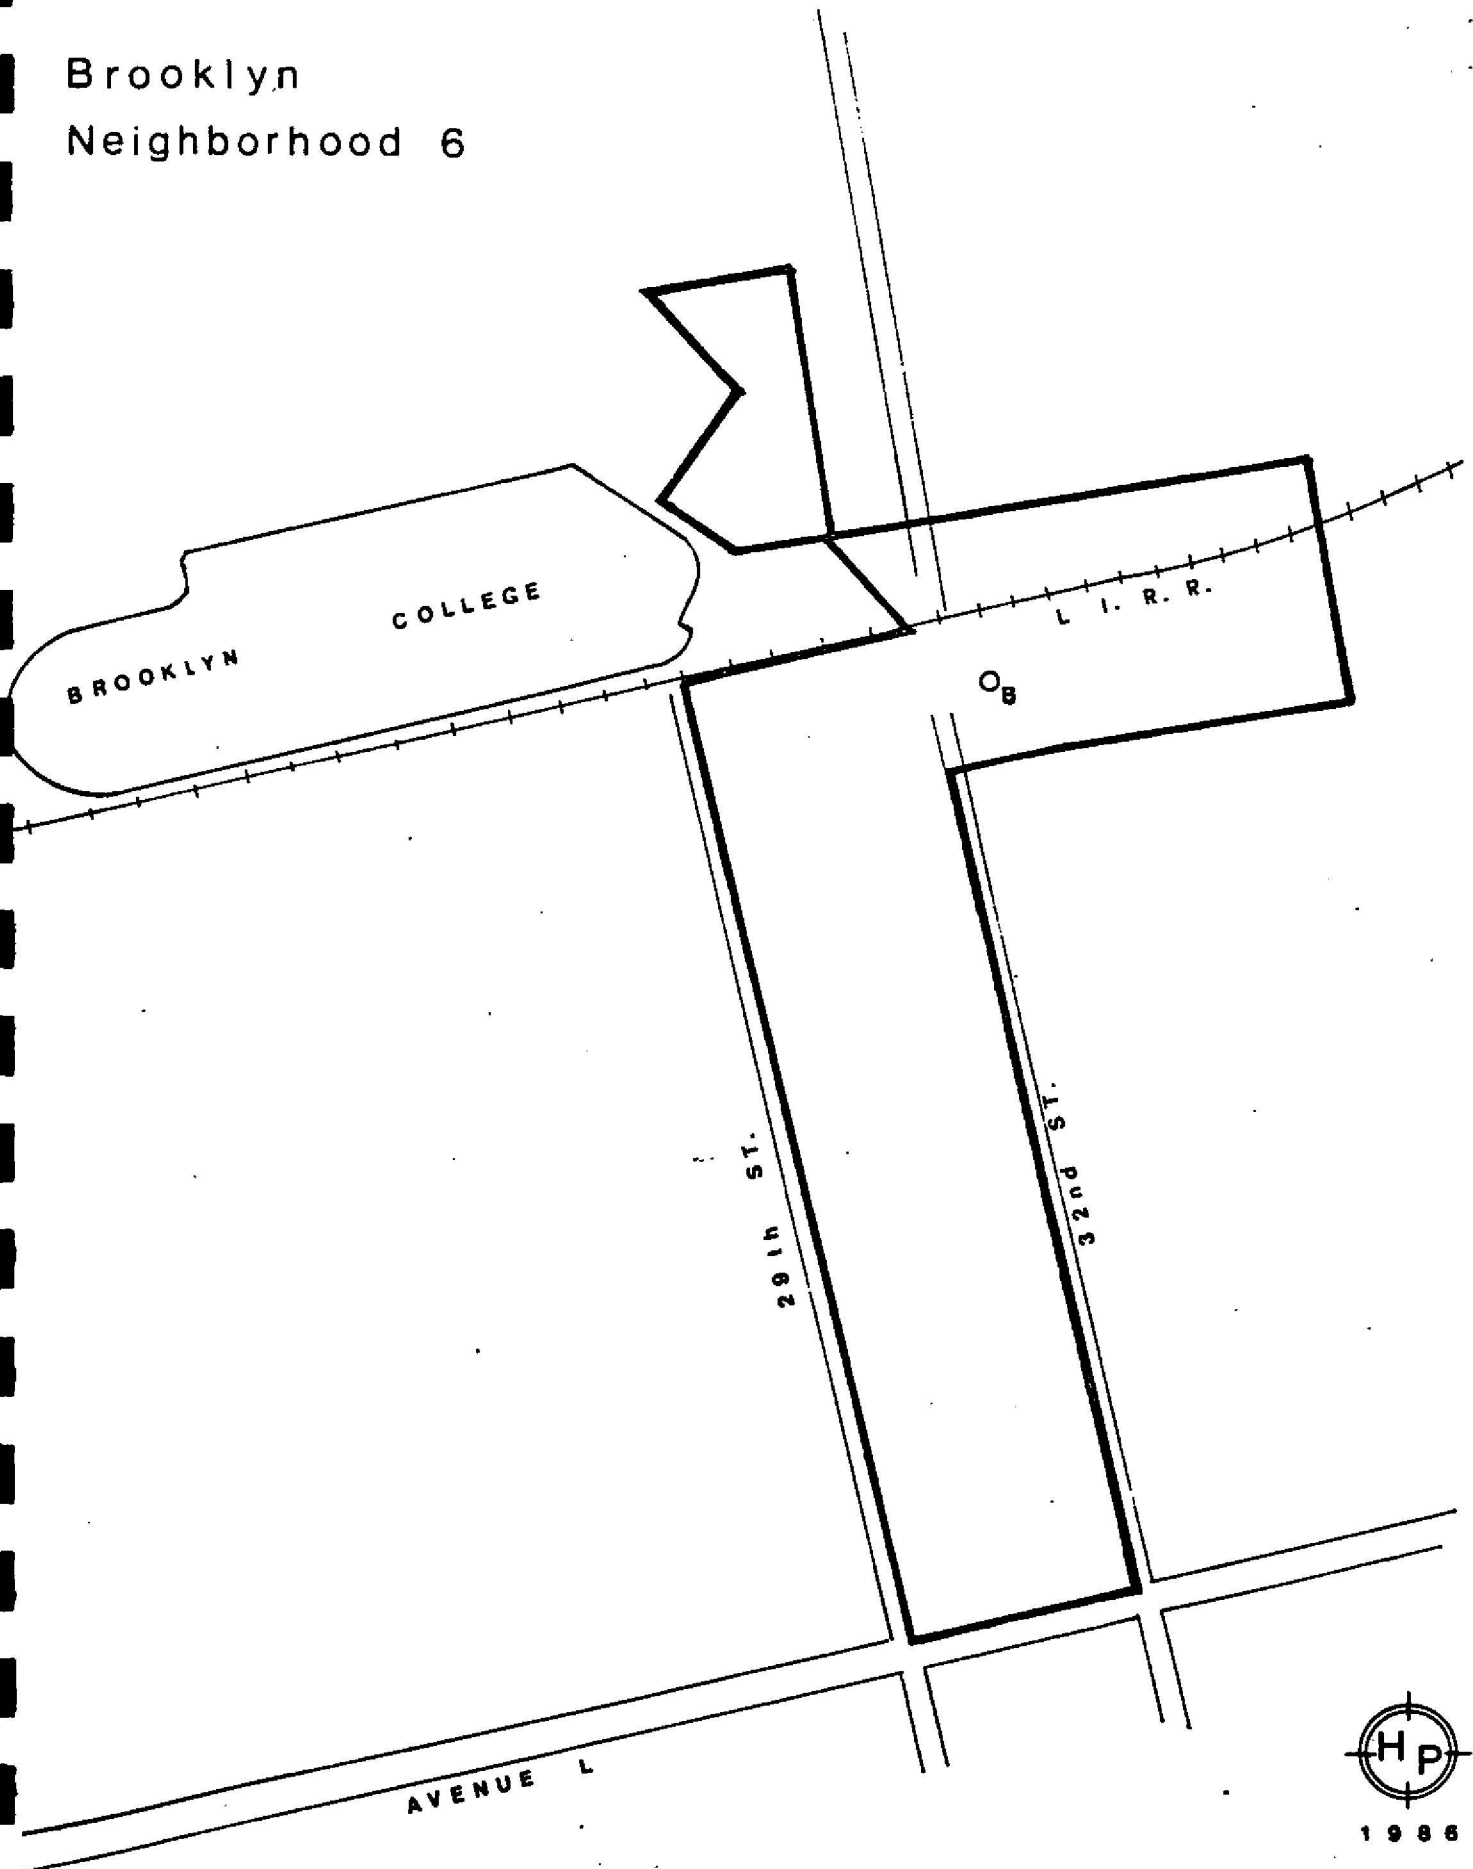 Brooklyn
Neighborhood 6
BROOKLYN COLLEGE
L I. R. R.
OB
29th ST.
32nd ST.
AVENUE L
HP
1986